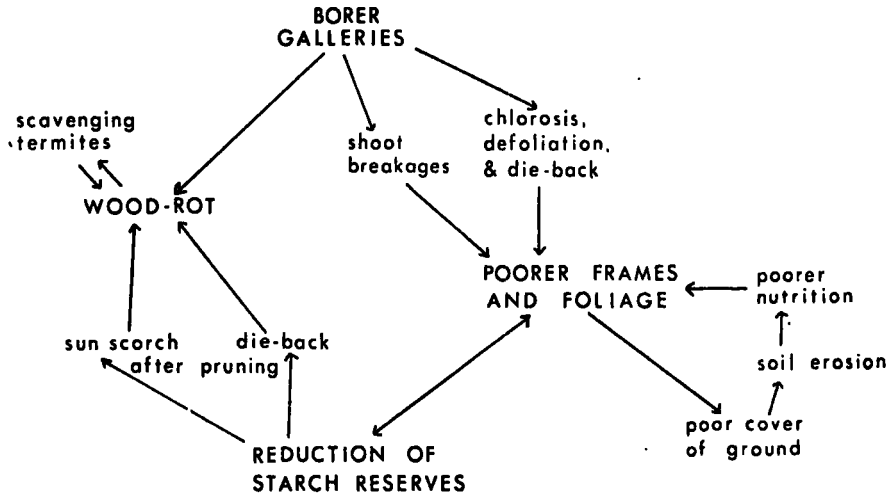 BORER
GALLERIES
scavenging
termites
shoot
breakages
chlorosis,
defoliation,
& die-back
WOOD-ROT
POORER FRAMES
AND FOLIAGE
poorer
nutrition
sun scorch die-back
after pruning
soil erosion
poor cover
of ground
REDUCTION OF
STARCH RESERVES